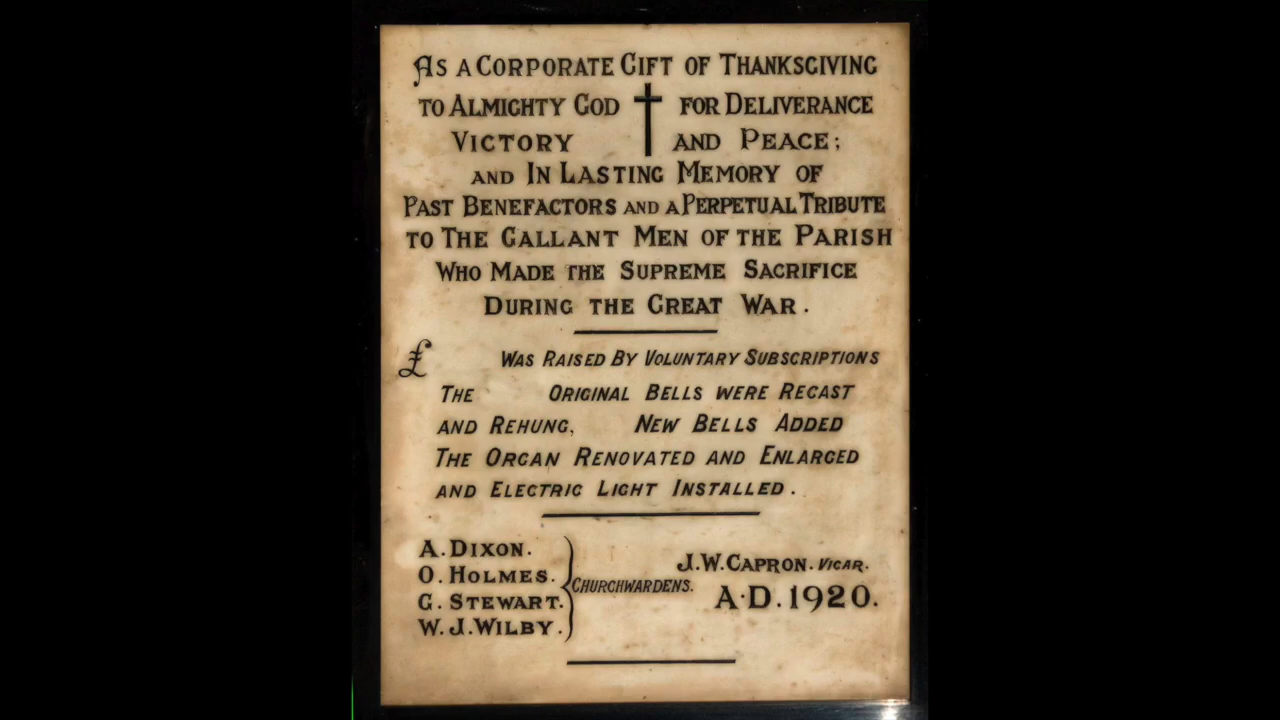 As a Corporate Gift of Thanksgiving
to Almighty God for Deliverance
Victory and Peace;
and In Lasting Memory of
Past Benefactors and a Perpetual Tribute
to The Gallant Men of the Parish
Who Made the Supreme Sacrifice
During the Great War.
£ Was Raised By Voluntary Subscriptions
The Original Bells were Recast
and Rehung, New Bells Added
The Organ Renovated and Enlarged
and Electric Light Installed.
A. Dixon.
O. Holmes.
G. Stewart.
W. J. Wilby.
Churchwardens.
J. W. Capron. Vicar.
A.D. 1920.